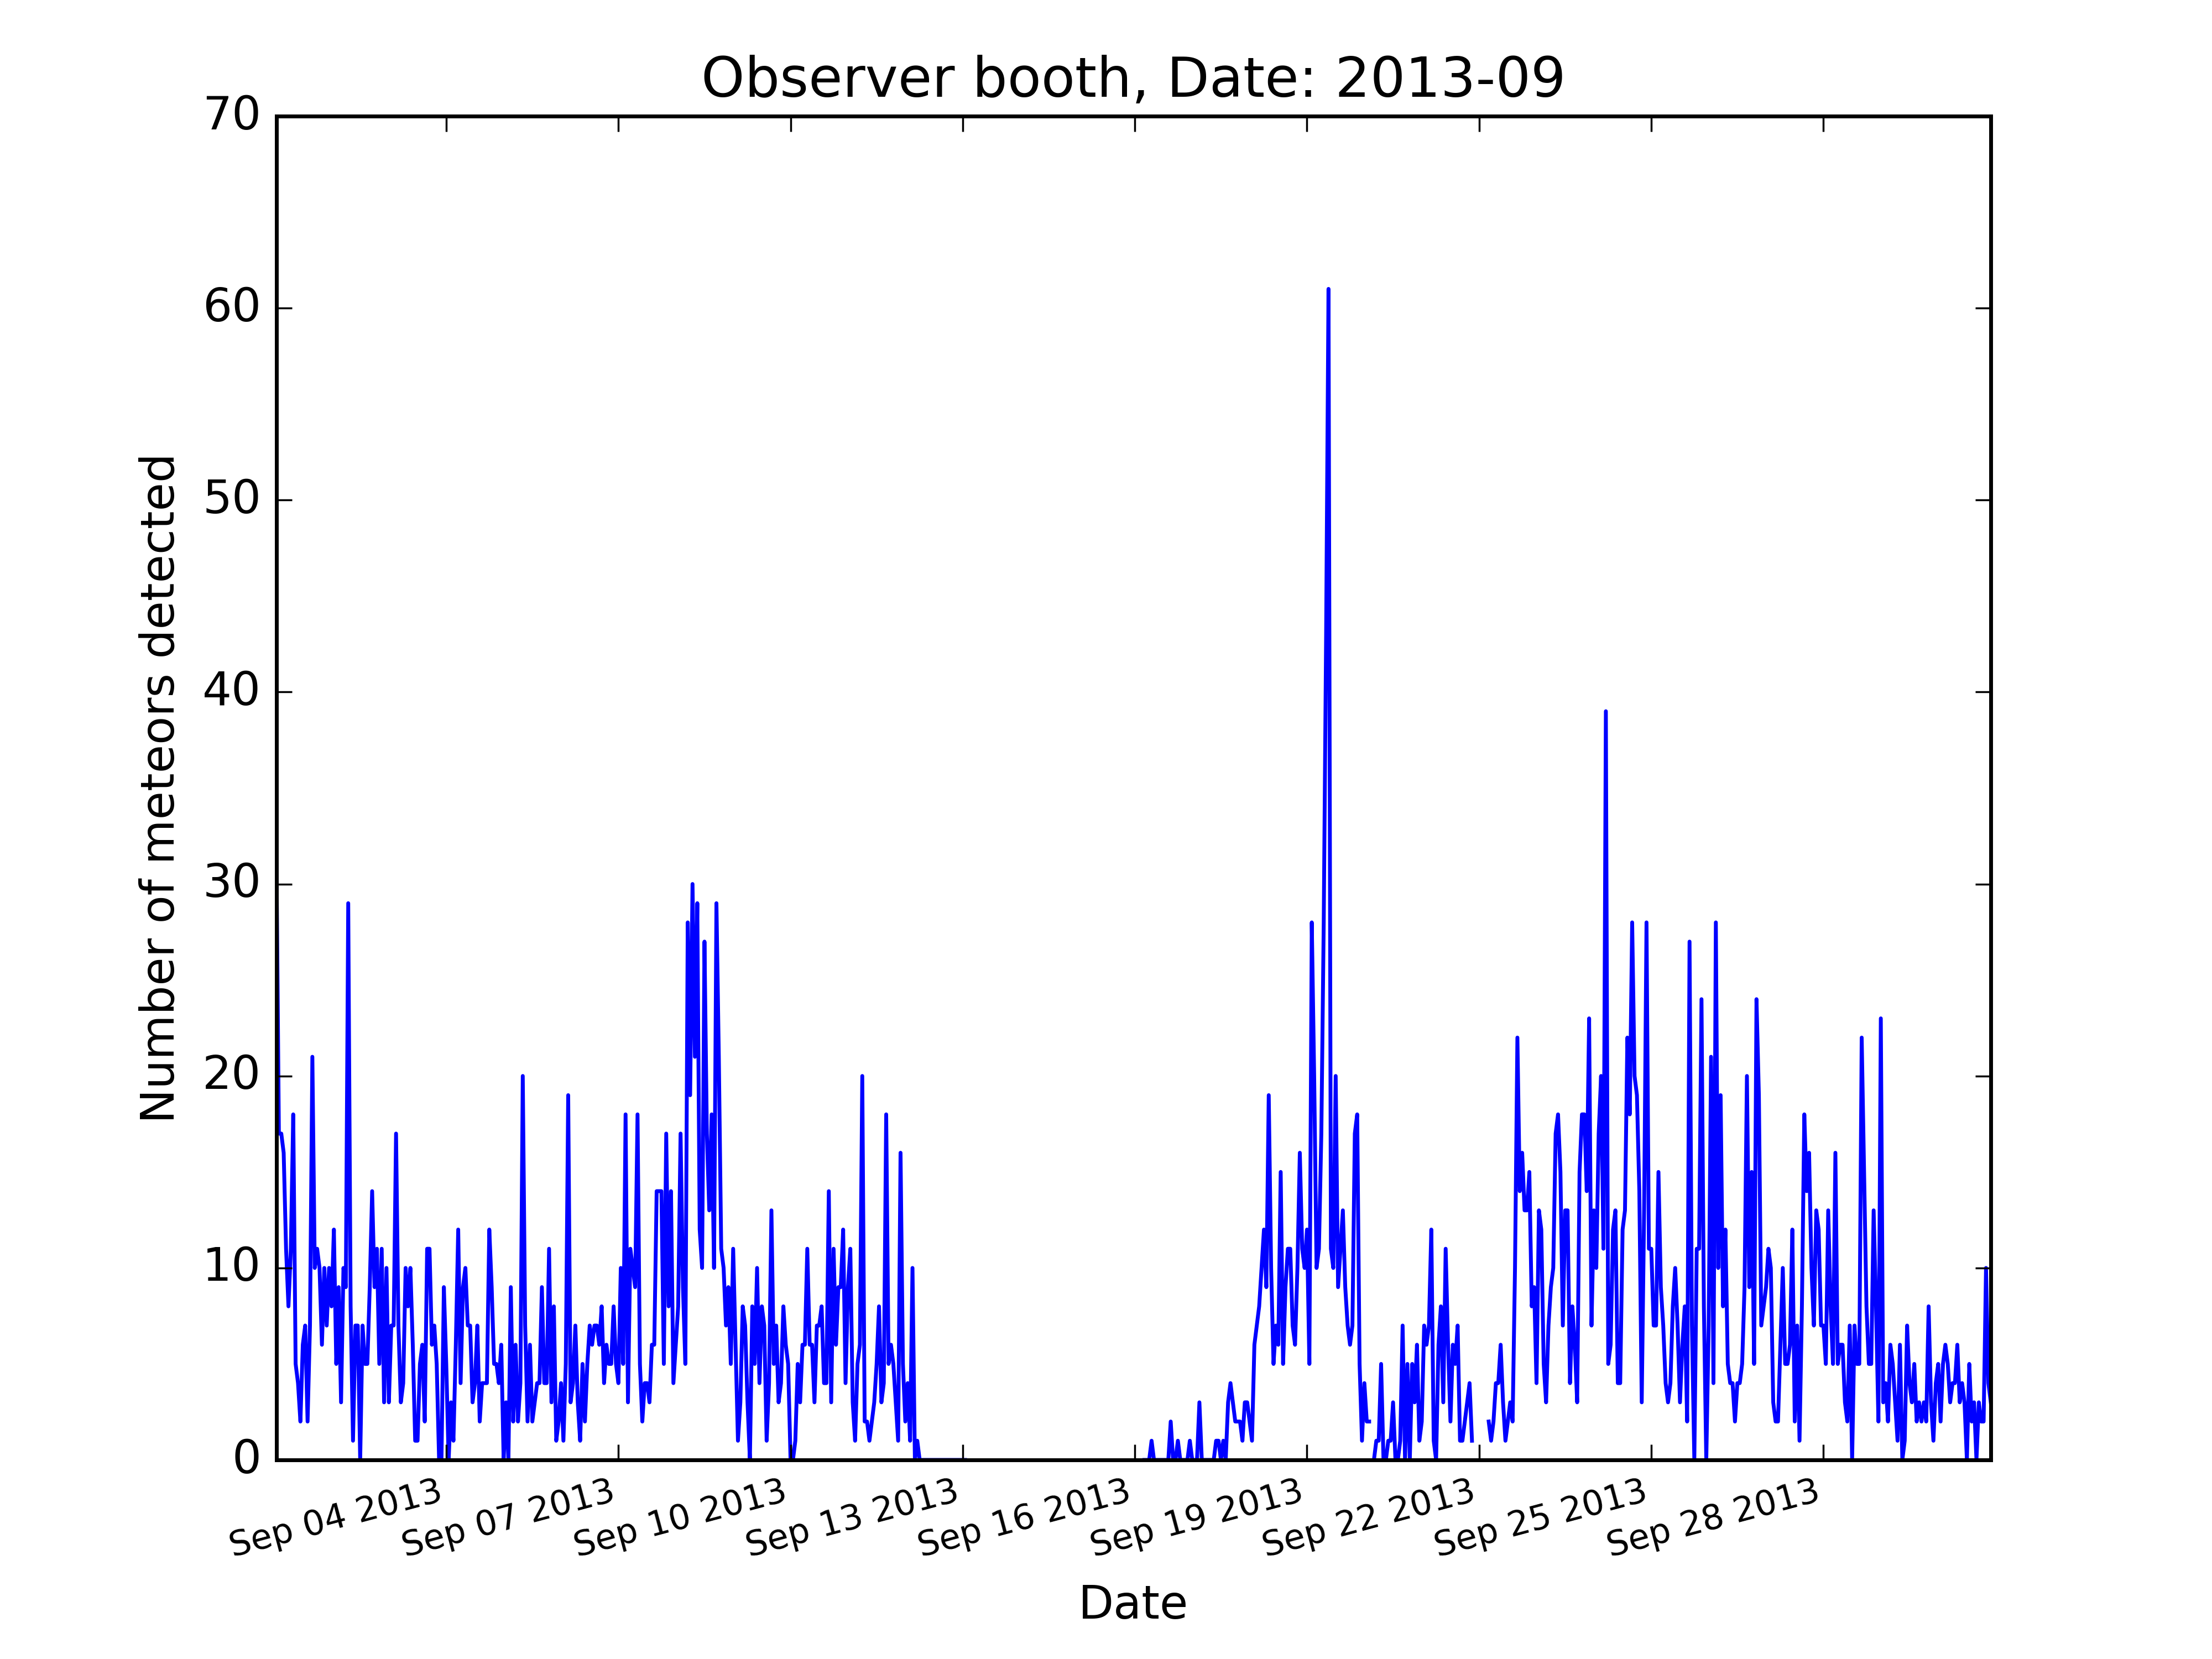 Observer booth, Date: 2013-09
70
60
50
40
30
20
10
0
Number of meteors detected
Sep 04 2013
Sep 07 2013
Sep 10 2013
Sep 13 2013
Sep 16 2013
Sep 19 2013
Sep 22 2013
Sep 25 2013
Sep 28 2013
Date